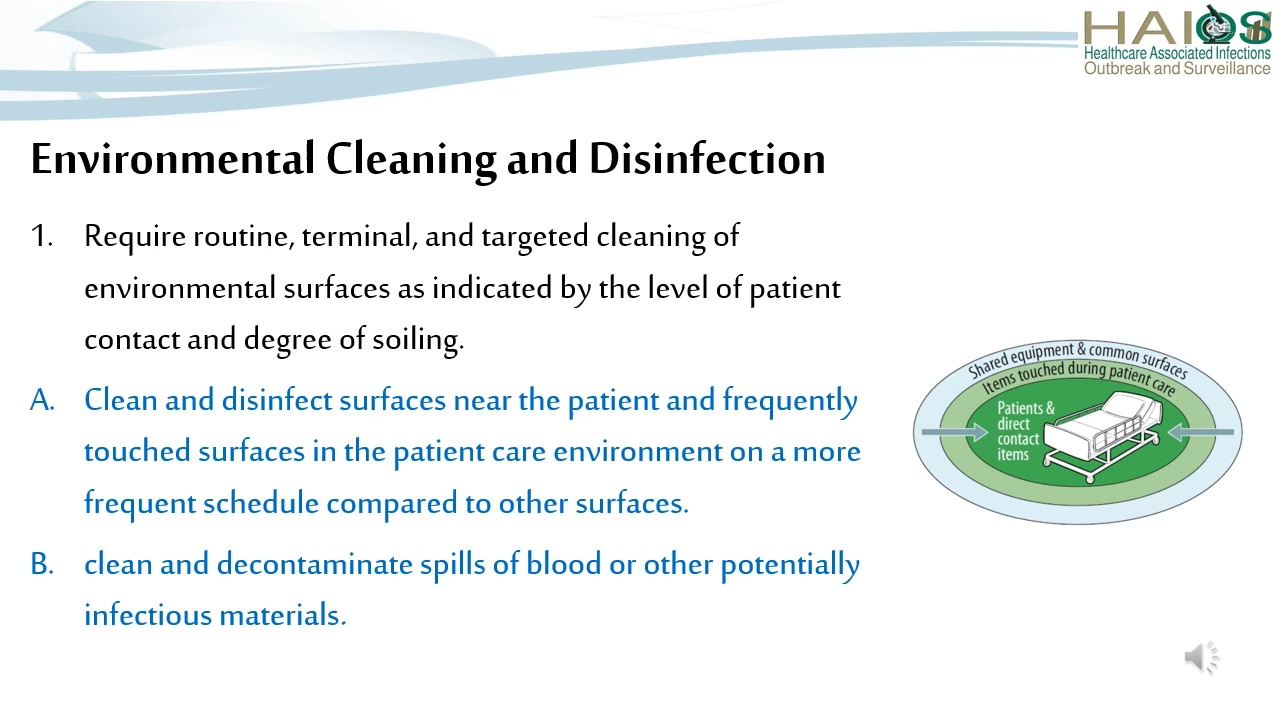 HAIOS
Healthcare Associated Infections
Outbreak and Surveillance
Environmental Cleaning and Disinfection
1. Require routine, terminal, and targeted cleaning of
environmental surfaces as indicated by the level of patient
contact and degree of soiling.
A. Clean and disinfect surfaces near the patient and frequently
touched surfaces in the patient care environment on a more
frequent schedule compared to other surfaces.
B. clean and decontaminate spills of blood or other potentially
infectious materials.
Shared equipment & common surfaces
Items touched during patient care
Patients &
direct
contact
items